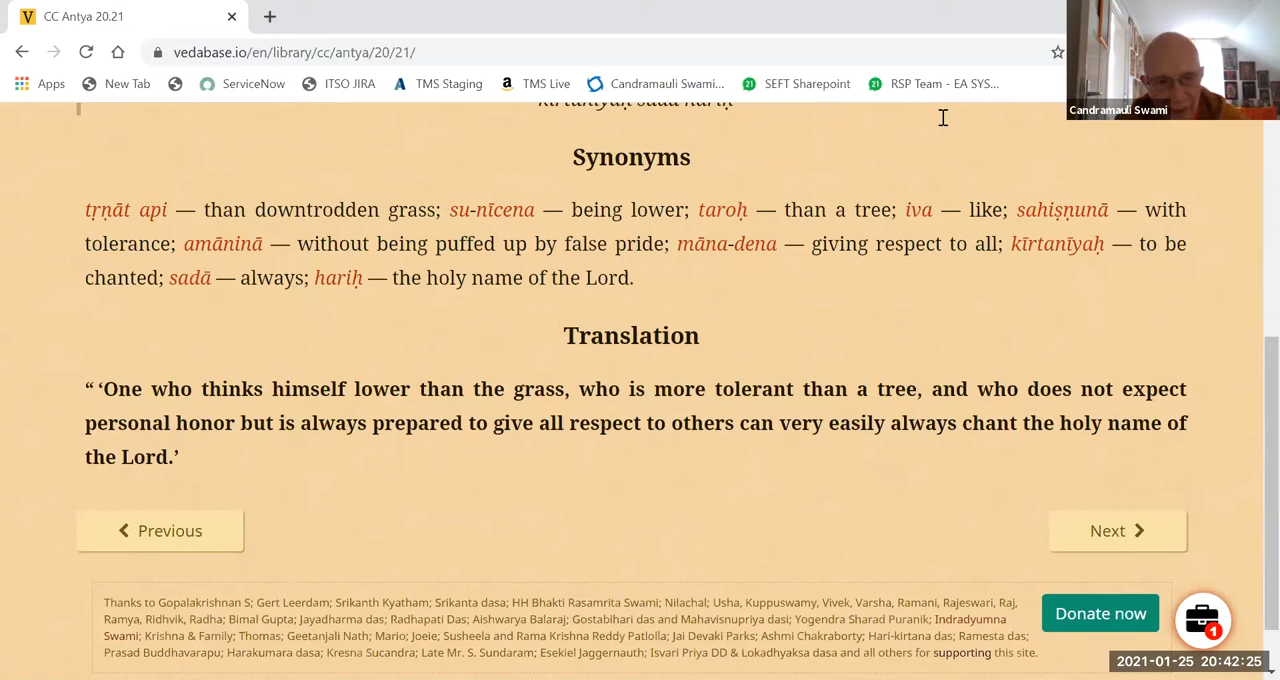 CC Antya 20.21
vedabase.io/en/library/cc/antya/20/21/
Apps New Tab ServiceNow ITSO JIRA TMS Staging TMS Live Candramauli Swami... SEFT Sharepoint RSP Team - EA SYS...
Candramauli Swami
kīrtanīyaḥ sadā hariḥ
Synonyms
tṛṇāt api — than downtrodden grass; su-nīcena — being lower; taroḥ — than a tree; iva — like; sahiṣṇunā — with
tolerance; amāninā — without being puffed up by false pride; māna-dena — giving respect to all; kīrtanīyaḥ — to be
chanted; sadā — always; hariḥ — the holy name of the Lord.
Translation
“ ‘One who thinks himself lower than the grass, who is more tolerant than a tree, and who does not expect
personal honor but is always prepared to give all respect to others can very easily always chant the holy name of
the Lord.’
Previous
Next
Thanks to Gopalakrishnan S; Gert Leerdam; Srikanth Kyatham; Srikanta dasa; HH Bhakti Rasamrita Swami; Nilachal; Usha, Kuppuswamy, Vivek, Varsha, Ramani, Rajeswari, Raj,
Ramya, Ridhvik, Radha; Bimal Gupta; Jayadharma das; Radhapati Das; Aishwarya Balaraj; Gostabihari das and Mahavisnupriya dasi; Yogendra Sharad Puranik; Indradyumna
Swami; Krishna & Family; Thomas; Geetanjali Nath; Mario; Joeie; Susheela and Rama Krishna Reddy Patlolla; Jai Devaki Parks; Ashmi Chakraborty; Hari-kirtana das; Ramesta das;
Prasad Buddhavarapu; Harakumara dasa; Kresna Sucandra; Late Mr. S. Sundaram; Esekiel Jaggernauth; Isvari Priya DD & Lokadhyaksa dasa and all others for supporting this site.
Donate now
1
2021-01-25 20:42:25